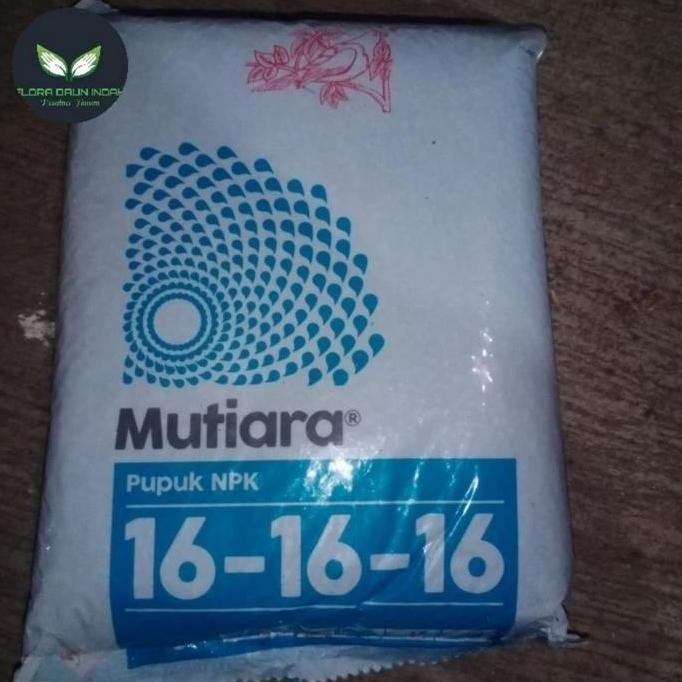 FLORA DAUN INDAH
Mutiara®
Pupuk NPK
16-16-16